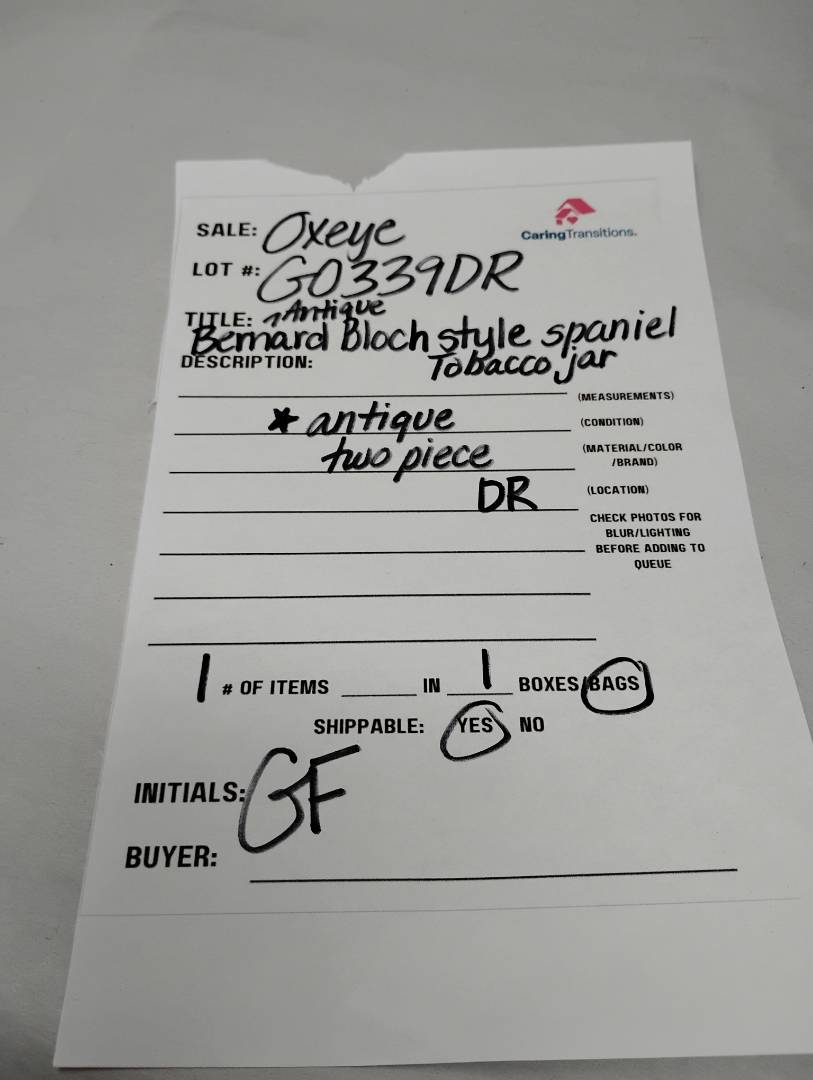 SALE: Oxeye
CaringTransitions.
LOT #: G0339DR
TITLE: Antique
Bernard Bloch style spaniel
DESCRIPTION: Tobacco jar
(MEASUREMENTS)
* antique (CONDITION)
two piece (MATERIAL/COLOR
/BRAND)
DR (LOCATION)
CHECK PHOTOS FOR
BLUR/LIGHTING
BEFORE ADDING TO
QUEUE
1 # OF ITEMS IN 1 BOXES/BAGS
SHIPPABLE: YES NO
INITIALS: GF
BUYER: